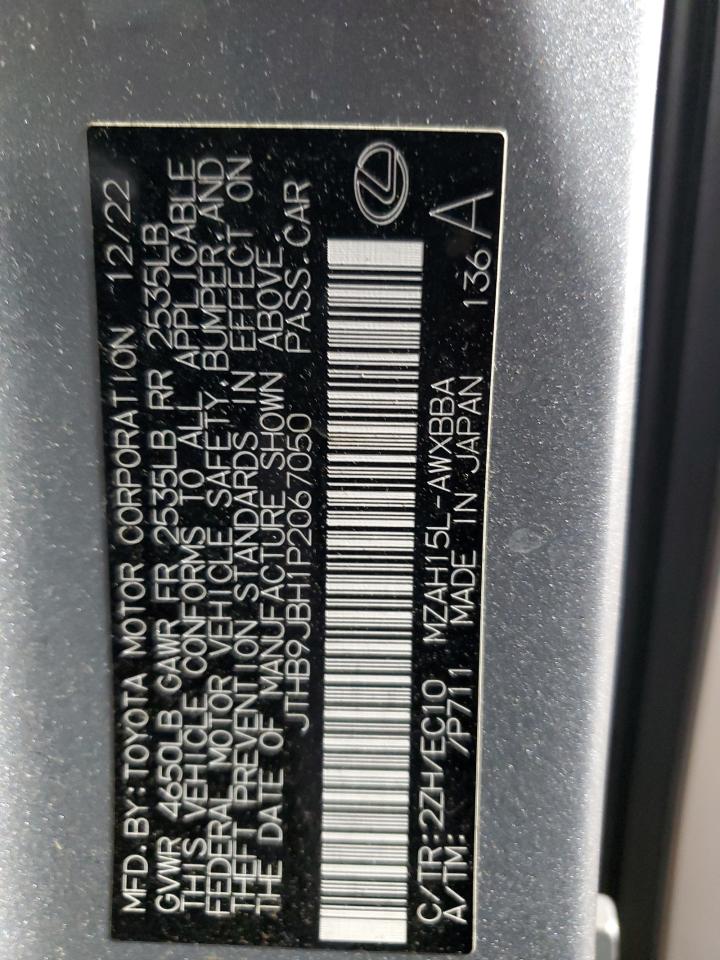 MFD. BY: TOYOTA MOTOR CORPORATION 12/22
GVWR 4650LB GAWR FR 2535LB RR 2535LB
THIS VEHICLE CONFORMS TO ALL APPLICABLE
FEDERAL MOTOR VEHICLE SAFETY, BUMPER, AND
THEFT PREVENTION STANDARDS IN EFFECT ON
THE DATE OF MANUFACTURE SHOWN ABOVE.
JTHB9JBH1P2067050 PASS. CAR
C/TR: 2ZH/EC10 MZAH15L-AWXBBA 136A
A/TM: /P711 MADE IN JAPAN